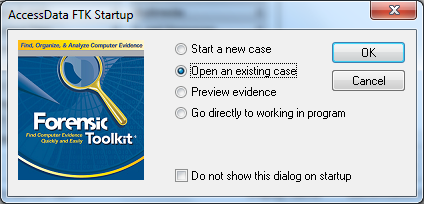 AccessData FTK Startup
Find, Organize, & Analyze Computer Evidence
Forensic
Find Computer Evidence
Quickly and Easily
Toolkit
Start a new case
Open an existing case
Preview evidence
Go directly to working in program
Do not show this dialog on startup
OK
Cancel